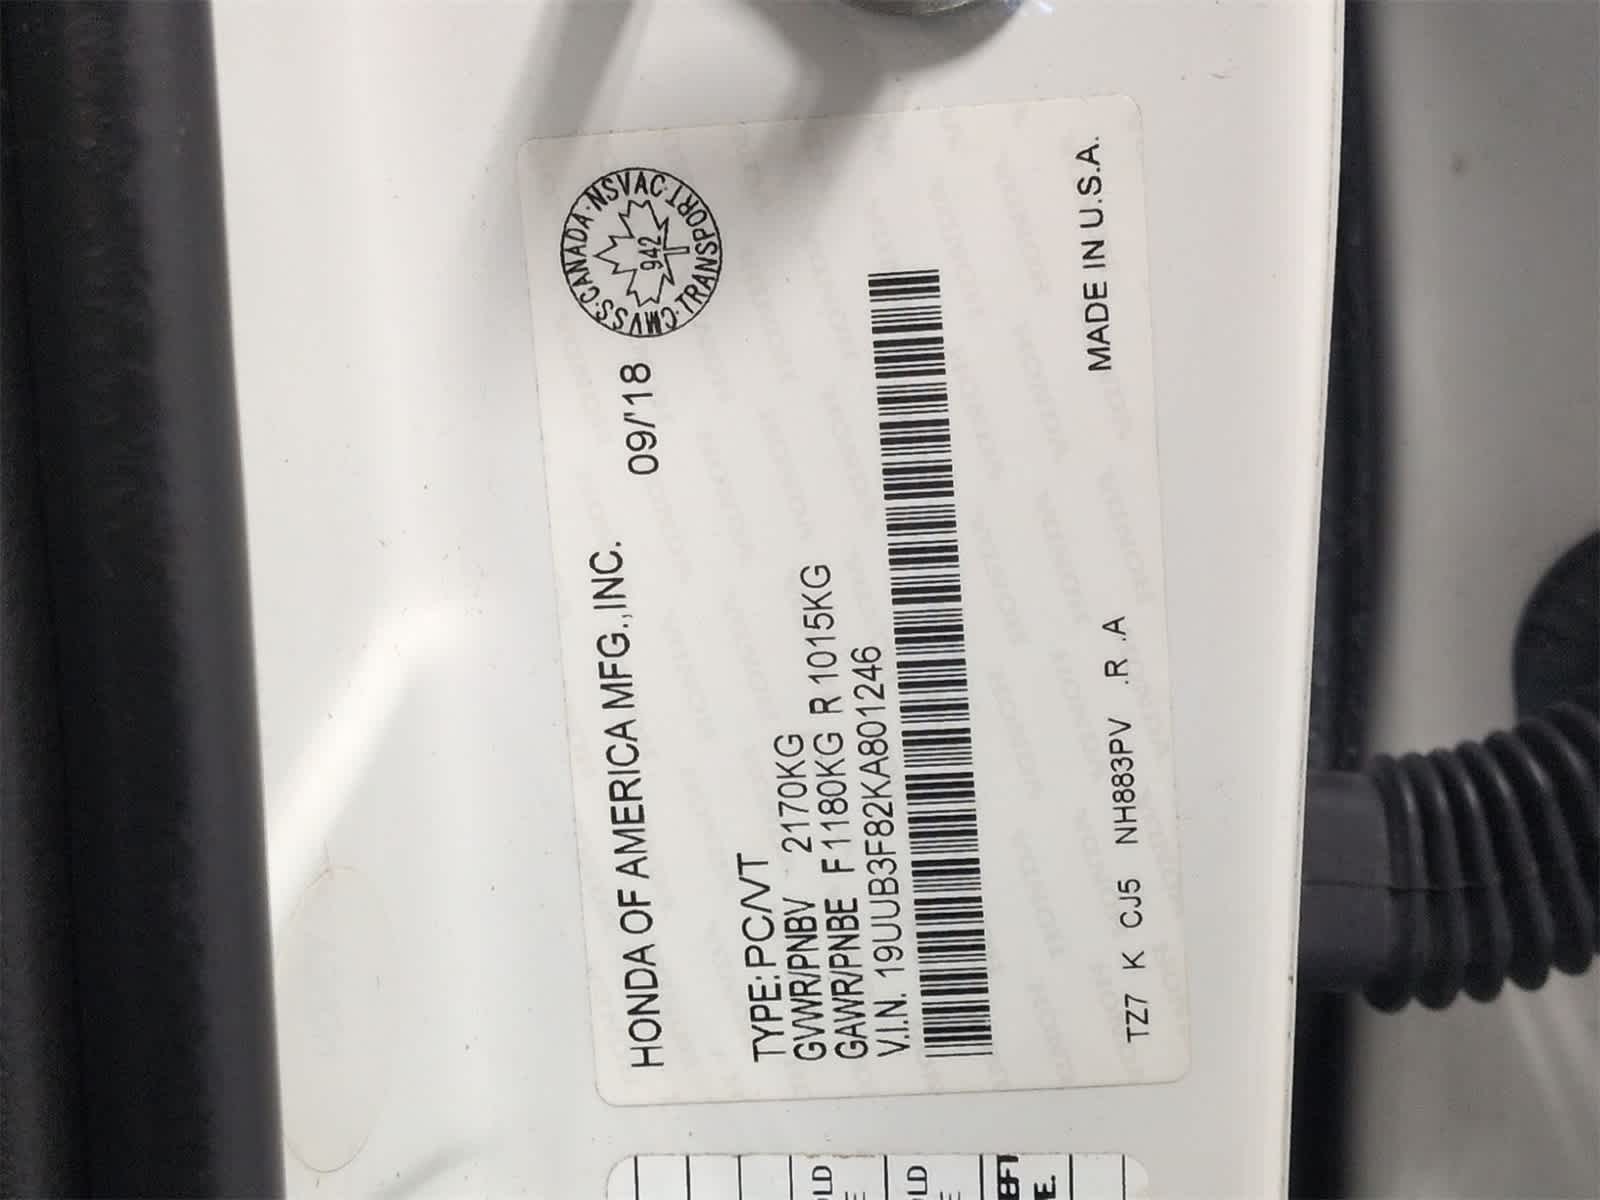 HONDA OF AMERICA MFG.,INC. 09/'18
CMVSS·CANADA·NSVAC·TRANSPORT·
942
TYPE:PC/VT
GVWR/PNBV 2170KG
GAWR/PNBE F1180KG R 1015KG
V.I.N. 19UUB3F82KA801246
TZ7 K CJ5 NH883PV .R .A MADE IN U.S.A.